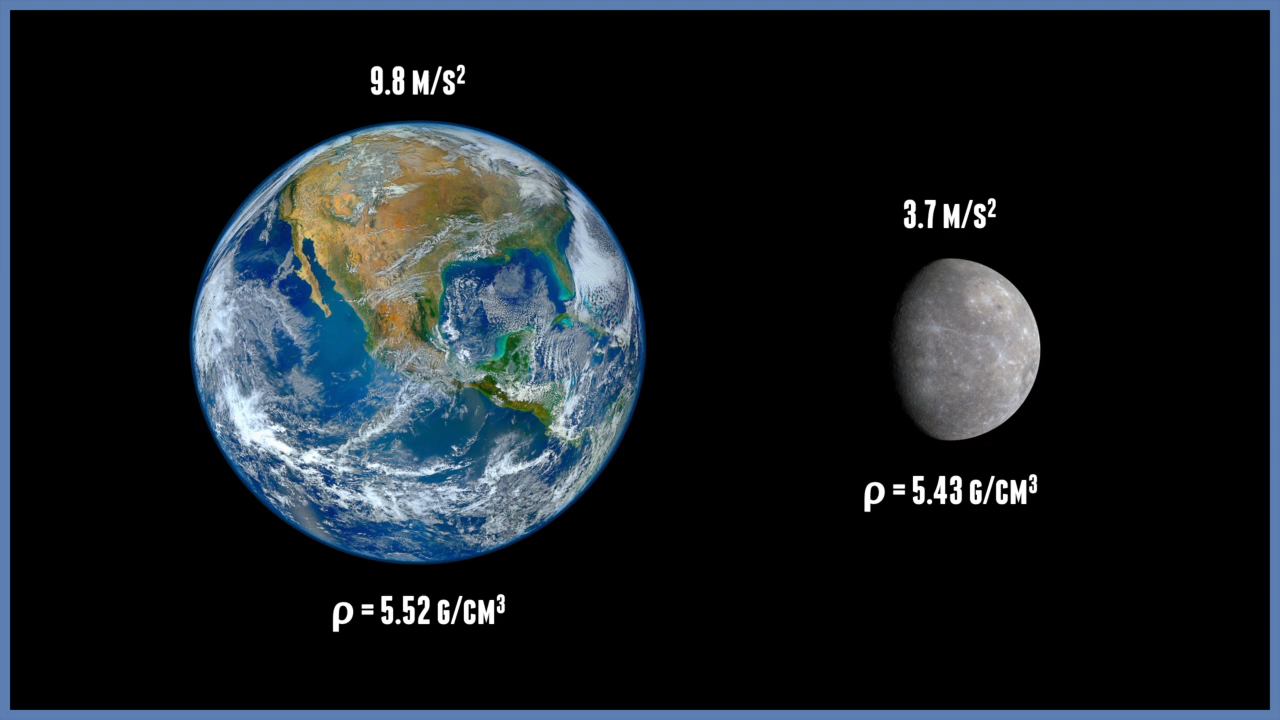 9.8 M/S²
3.7 M/S²
ρ = 5.43 G/CM³
ρ = 5.52 G/CM³